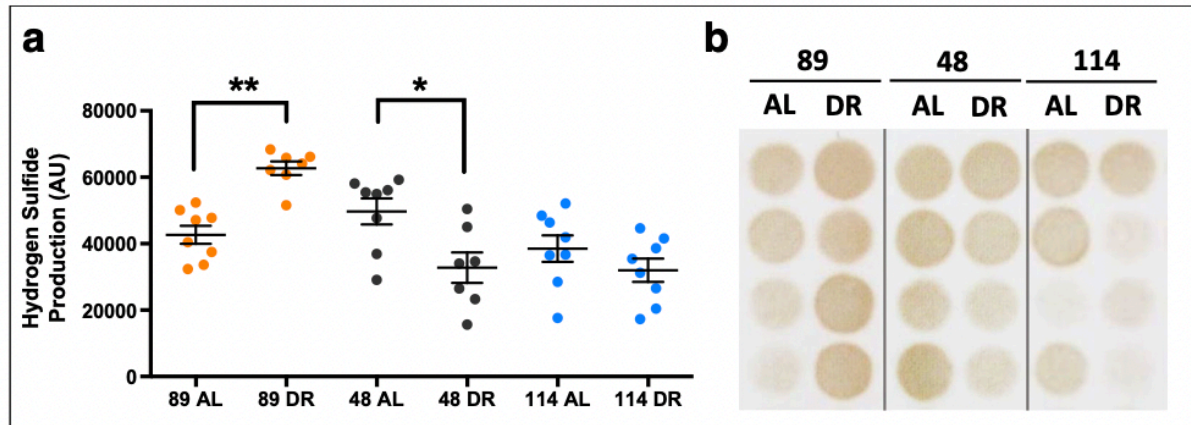 a
**
*
Hydrogen Sulfide
Production (AU)
80000
60000
40000
20000
0
89 AL 89 DR 48 AL 48 DR 114 AL 114 DR
b
89 48 114
AL DR AL DR AL DR